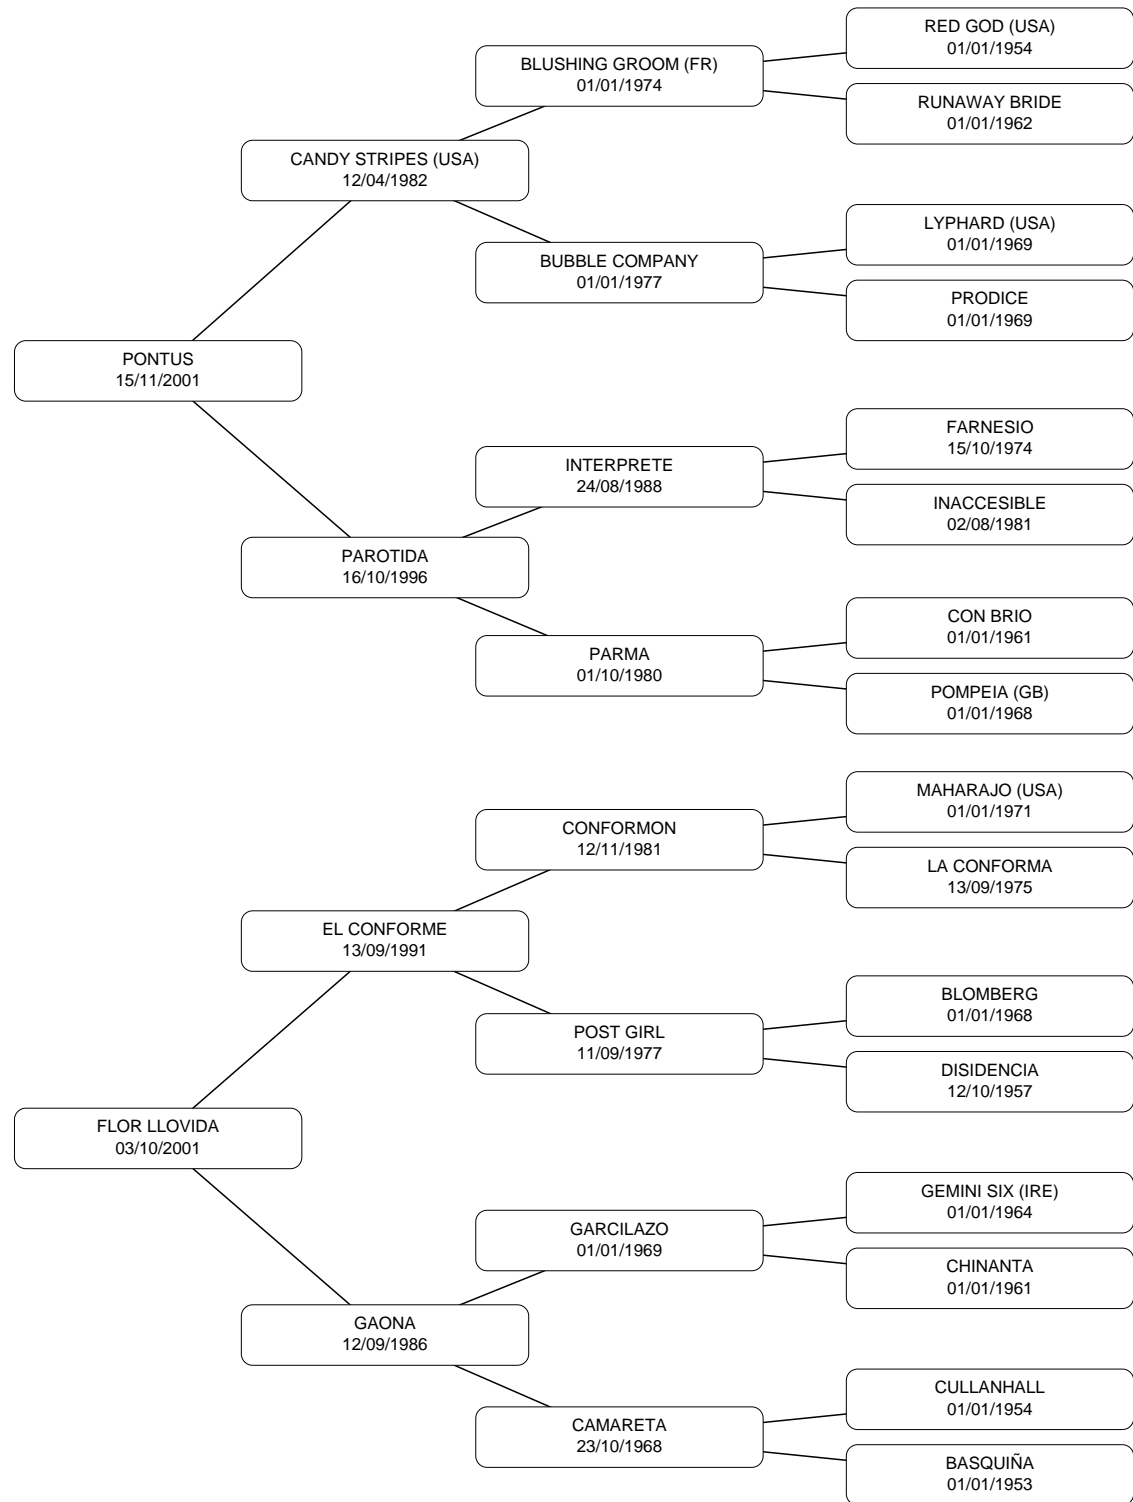 RED GOD (USA)
01/01/1954
BLUSHING GROOM (FR)
01/01/1974
RUNAWAY BRIDE
01/01/1962
CANDY STRIPES (USA)
12/04/1982
LYPHARD (USA)
01/01/1969
BUBBLE COMPANY
01/01/1977
PRODICE
01/01/1969
PONTUS
15/11/2001
FARNESIO
15/10/1974
INTERPRETE
24/08/1988
INACCESIBLE
02/08/1981
PAROTIDA
16/10/1996
CON BRIO
01/01/1961
PARMA
01/10/1980
POMPEIA (GB)
01/01/1968
MAHARAJO (USA)
01/01/1971
CONFORMON
12/11/1981
LA CONFORMA
13/09/1975
EL CONFORME
13/09/1991
BLOMBERG
01/01/1968
POST GIRL
11/09/1977
DISIDENCIA
12/10/1957
FLOR LLOVIDA
03/10/2001
GEMINI SIX (IRE)
01/01/1964
GARCILAZO
01/01/1969
CHINANTA
01/01/1961
GAONA
12/09/1986
CULLANHALL
01/01/1954
CAMARETA
23/10/1968
BASQUIÑA
01/01/1953